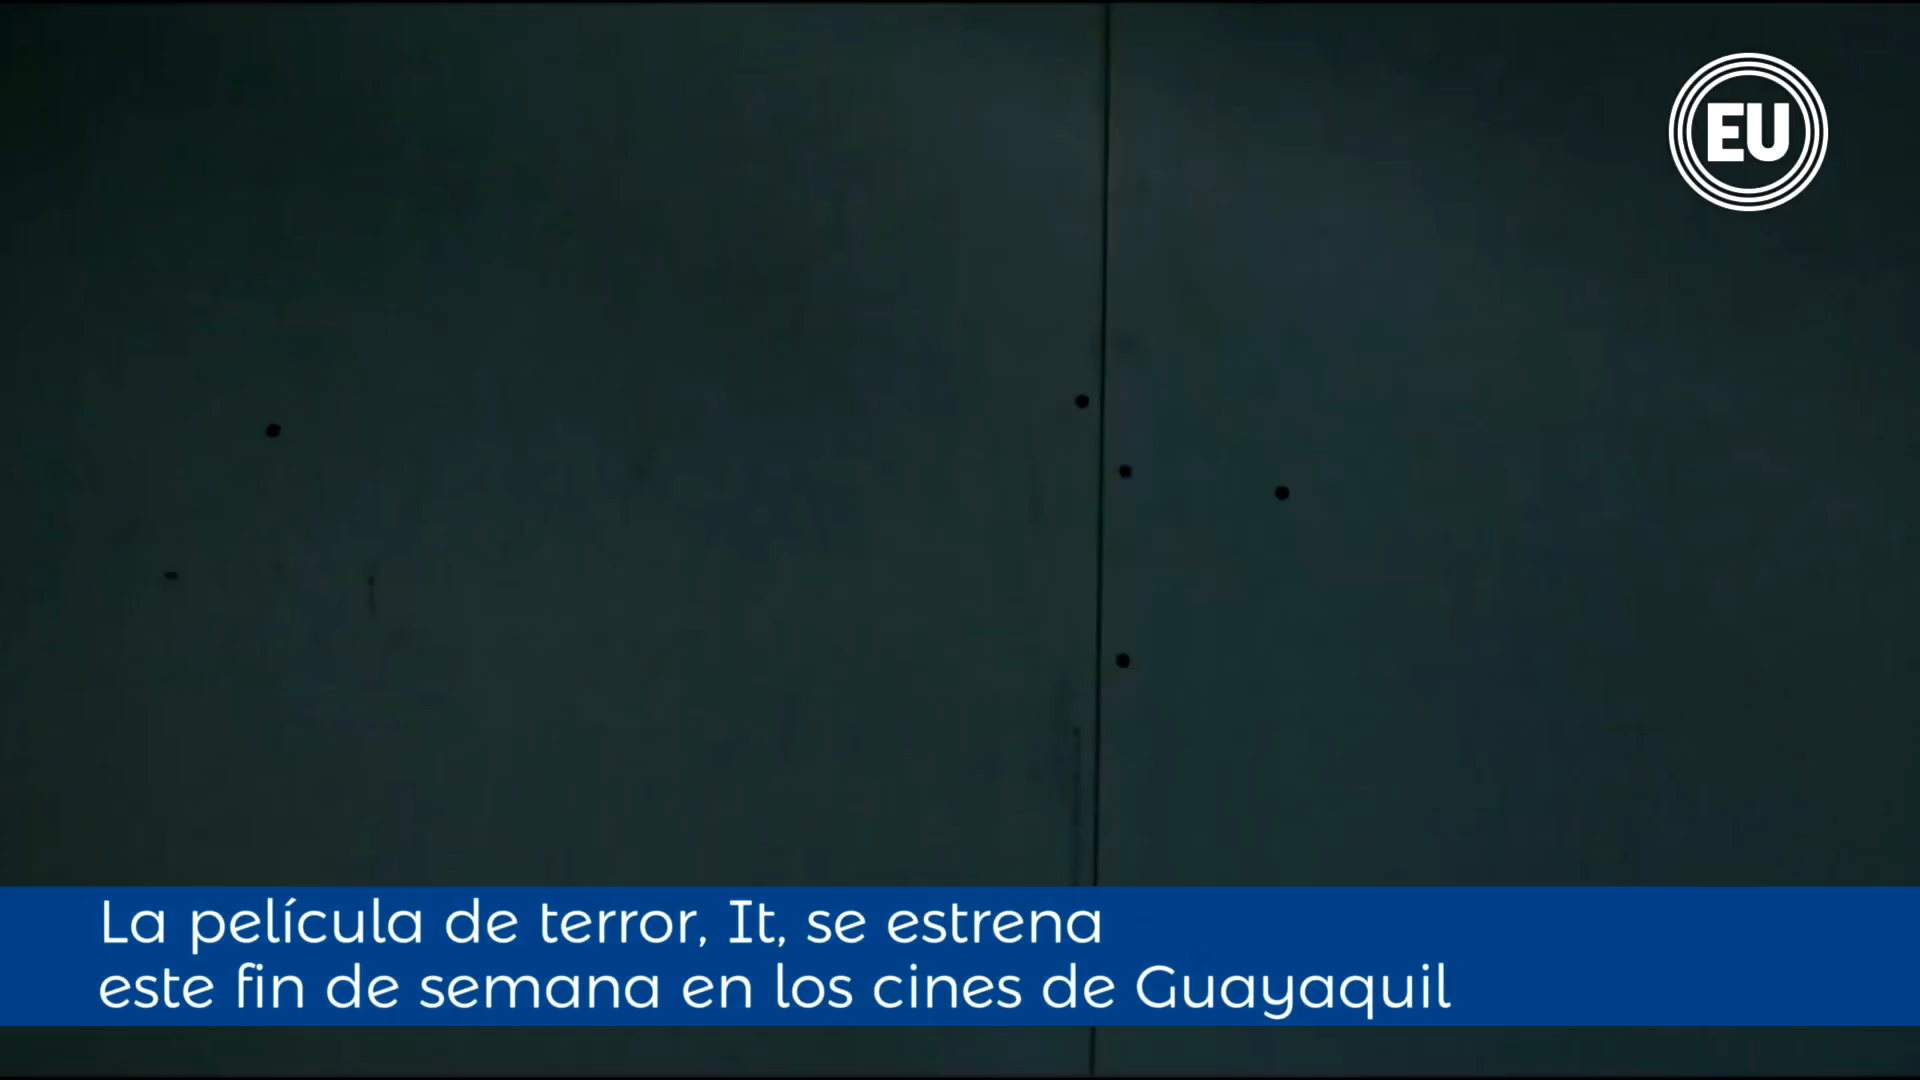 EU
La película de terror, It, se estrena
este fin de semana en los cines de Guayaquil